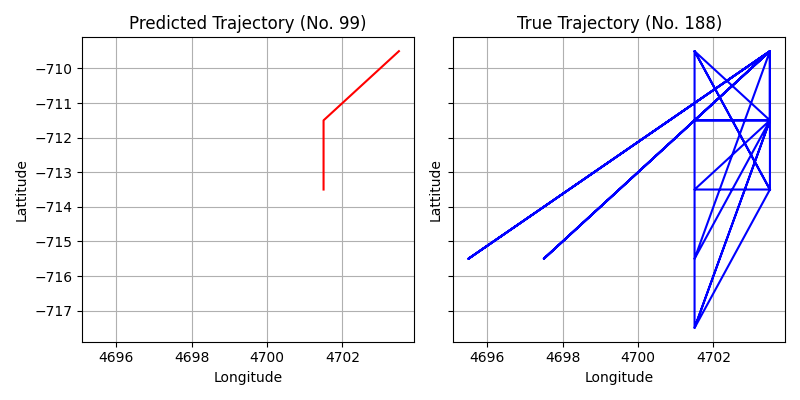 Predicted Trajectory (No. 99)
True Trajectory (No. 188)
Lattitude
−710
−711
−712
−713
−714
−715
−716
−717
4696
4698
4700
4702
Longitude
Lattitude
4696
4698
4700
4702
Longitude